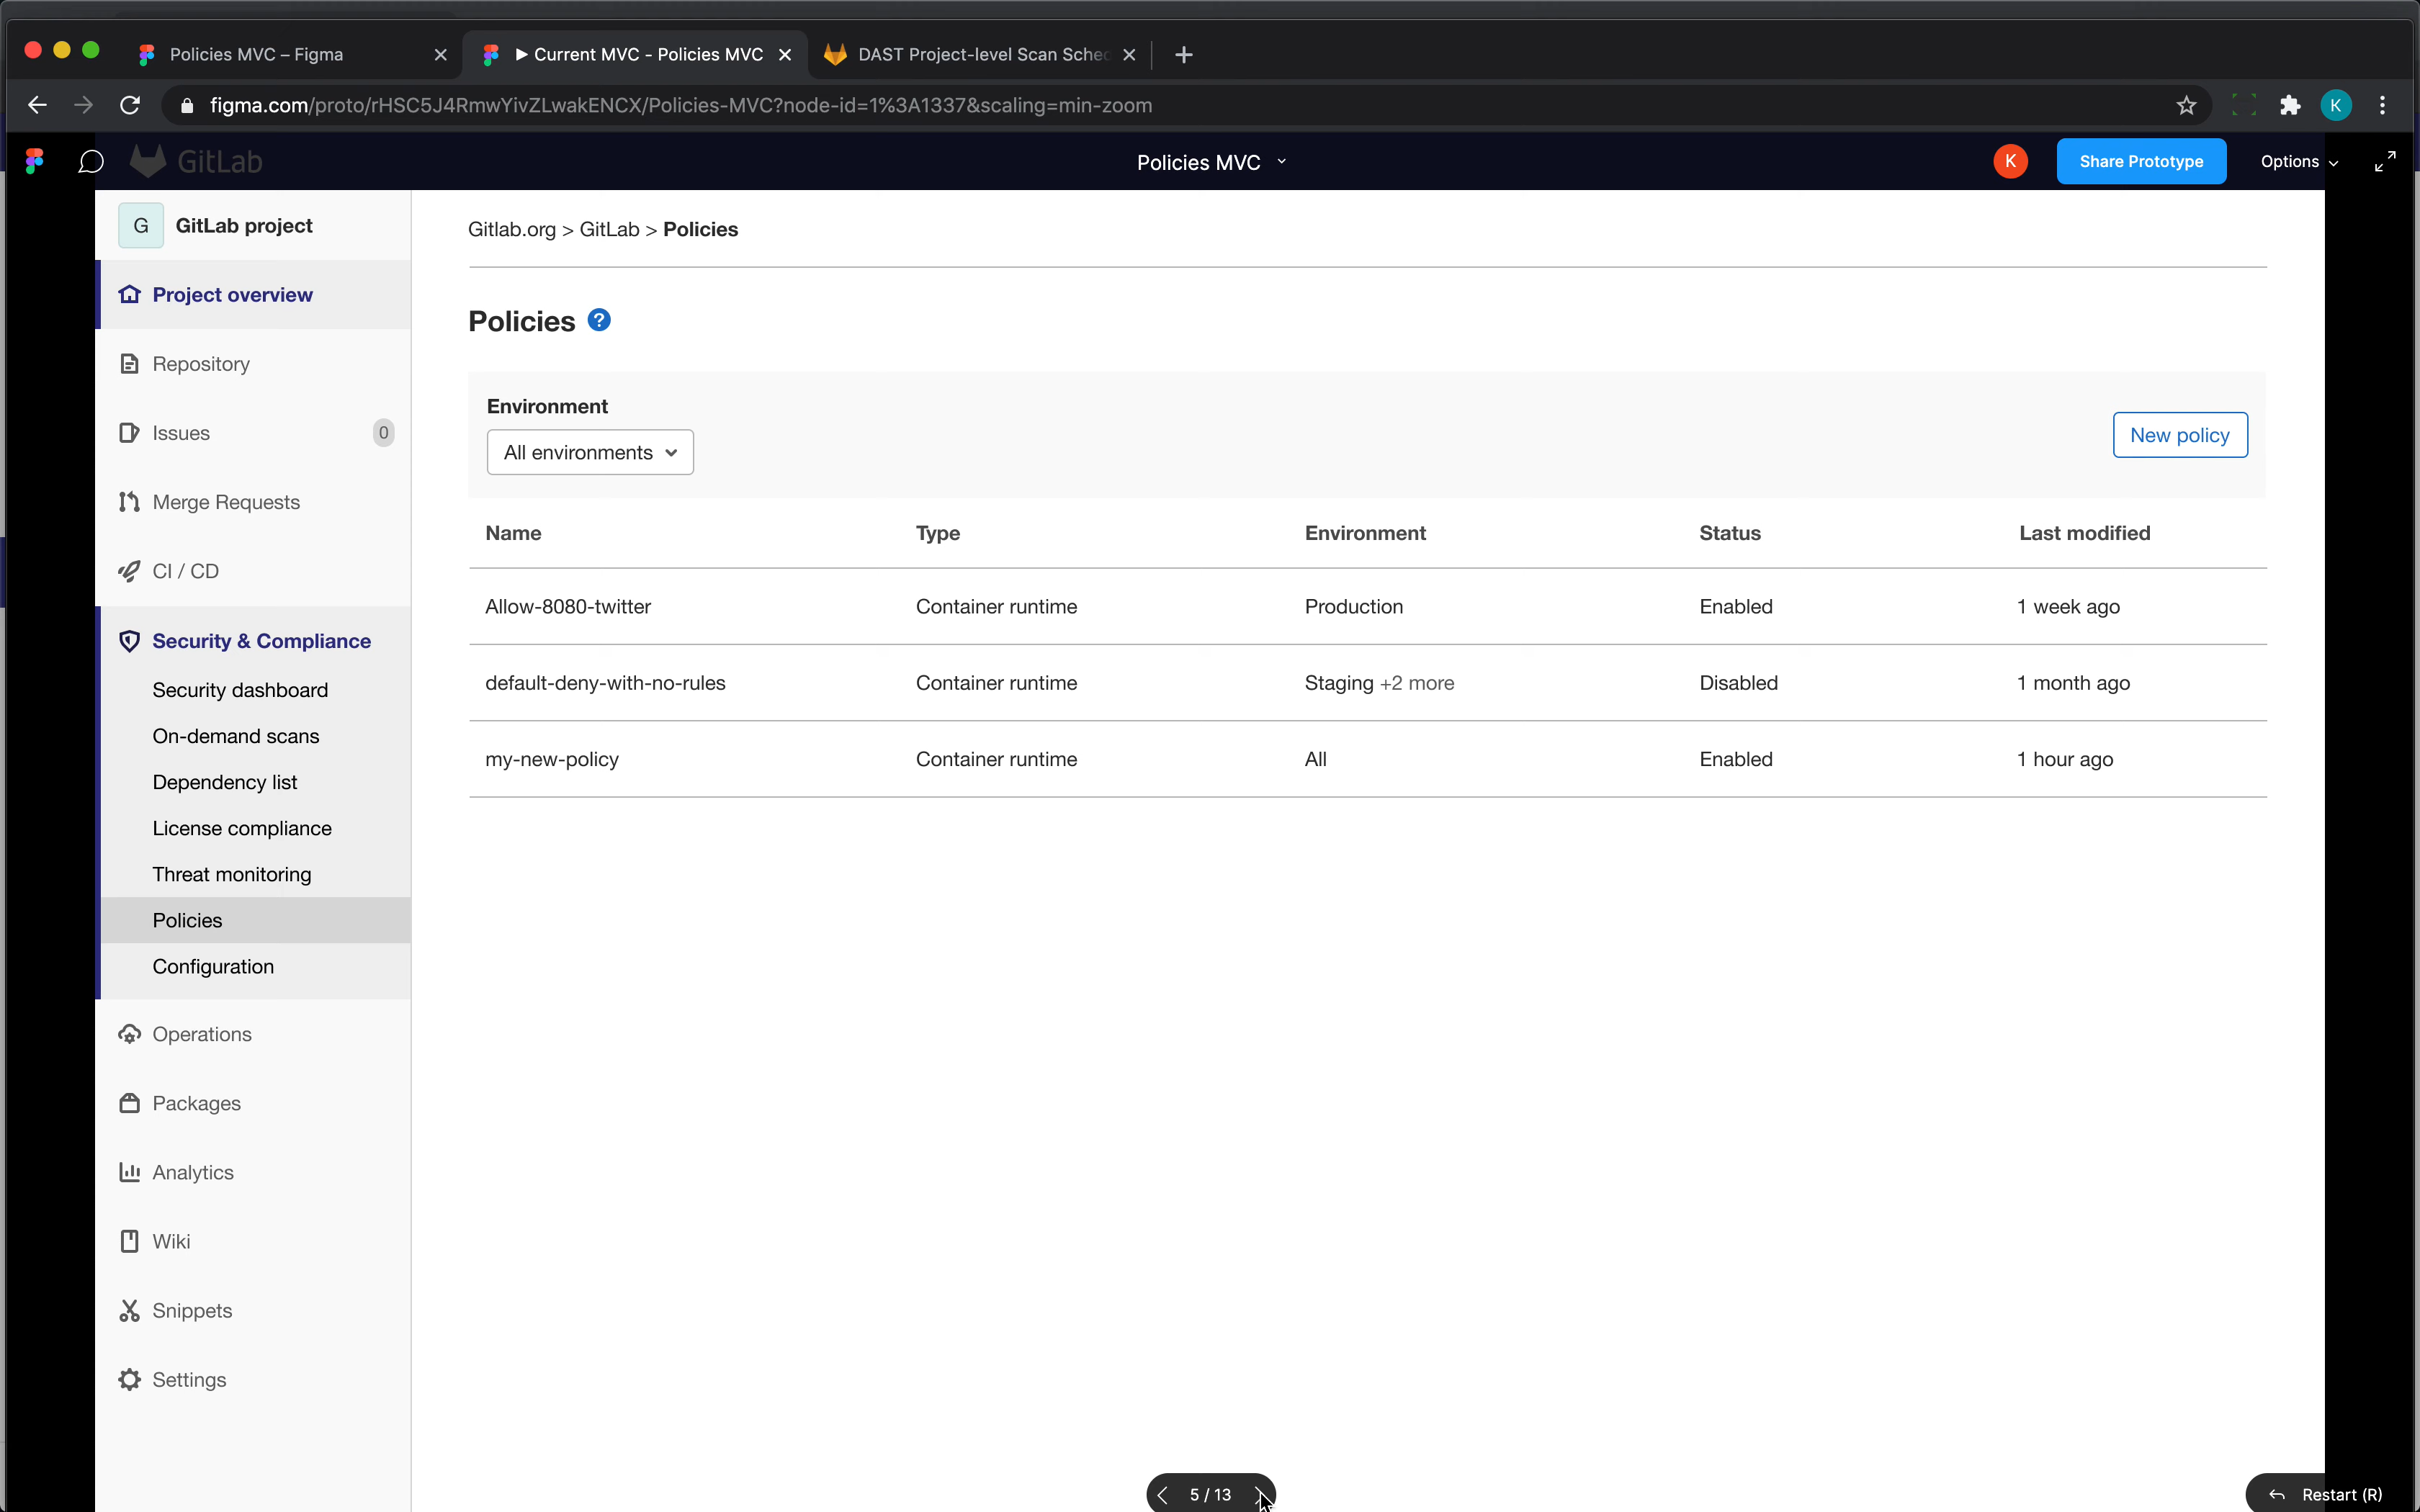 Policies MVC – Figma
▶ Current MVC - Policies MVC
DAST Project-level Scan Sche
figma.com/proto/rHSC5J4RmwYivZLwakENCX/Policies-MVC?node-id=1%3A1337&scaling=min-zoom
K
GitLab
Policies MVC
K
Share Prototype
Options
G
GitLab project
Project overview
Repository
Issues
0
Merge Requests
CI / CD
Security & Compliance
Security dashboard
On-demand scans
Dependency list
License compliance
Threat monitoring
Policies
Configuration
Operations
Packages
Analytics
Wiki
Snippets
Settings
Gitlab.org > GitLab > Policies
Policies ?
Environment
All environments
New policy
Name Type Environment Status Last modified
Allow-8080-twitter Container runtime Production Enabled 1 week ago
default-deny-with-no-rules Container runtime Staging +2 more Disabled 1 month ago
my-new-policy Container runtime All Enabled 1 hour ago
5 / 13
Restart (R)